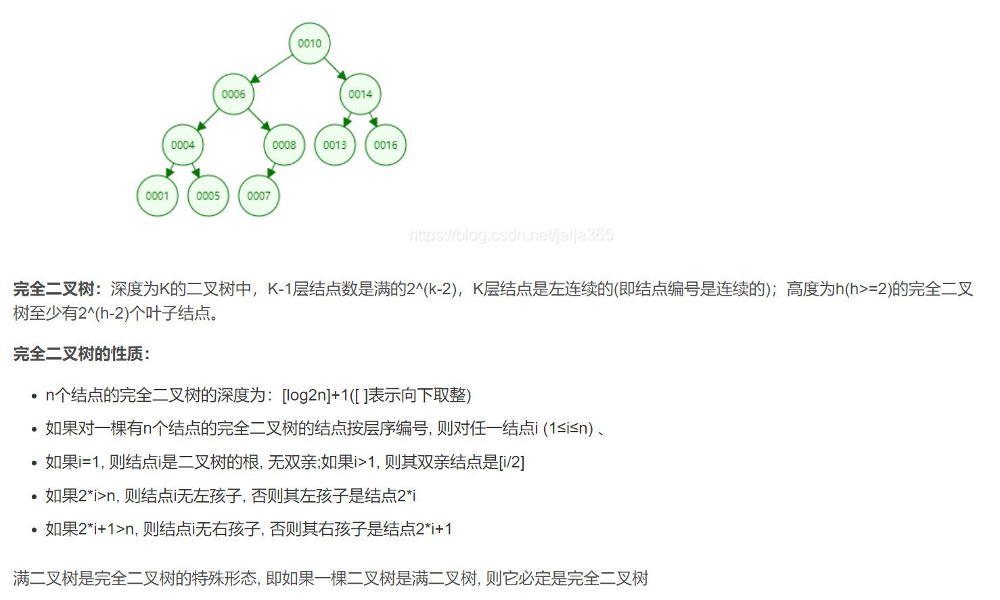 0010
0006 0014
0004 0008 0013 0016
0001 0005 0007
https://blog.csdn.net/jalja365
完全二叉树：深度为K的二叉树中，K-1层结点数是满的2^(k-2)，K层结点是左连续的(即结点编号是连续的)；高度为h(h>=2)的完全二叉
树至少有2^(h-2)个叶子结点。
完全二叉树的性质：
• n个结点的完全二叉树的深度为：[log2n]+1([ ]表示向下取整)
• 如果对一棵有n个结点的完全二叉树的结点按层序编号, 则对任一结点i (1≤i≤n) 、
• 如果i=1, 则结点i是二叉树的根, 无双亲;如果i>1, 则其双亲结点是[i/2]
• 如果2*i>n, 则结点i无左孩子, 否则其左孩子是结点2*i
• 如果2*i+1>n, 则结点i无右孩子, 否则其右孩子是结点2*i+1
满二叉树是完全二叉树的特殊形态, 即如果一棵二叉树是满二叉树, 则它必定是完全二叉树